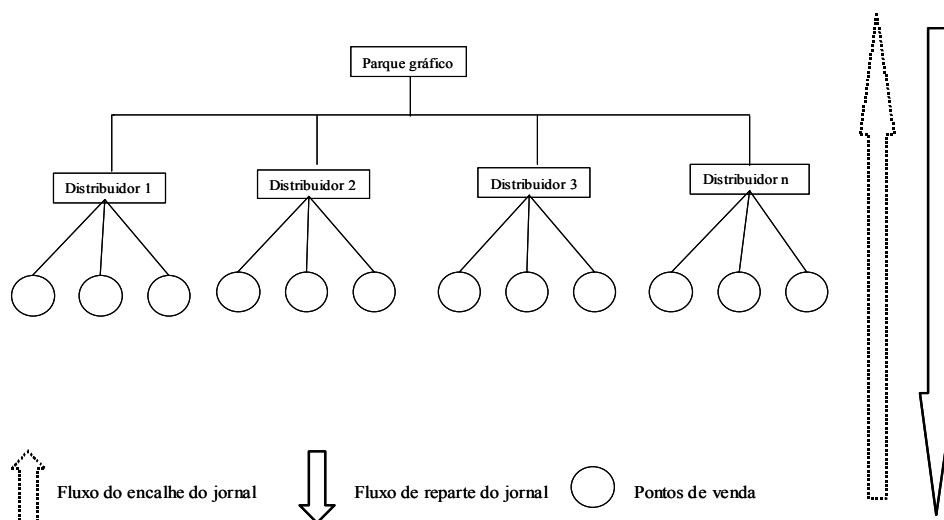 Parque gráfico
Distribuidor 1
Distribuidor 2
Distribuidor 3
Distribuidor n
Fluxo do encalhe do jornal
Fluxo de reparte do jornal
Pontos de venda